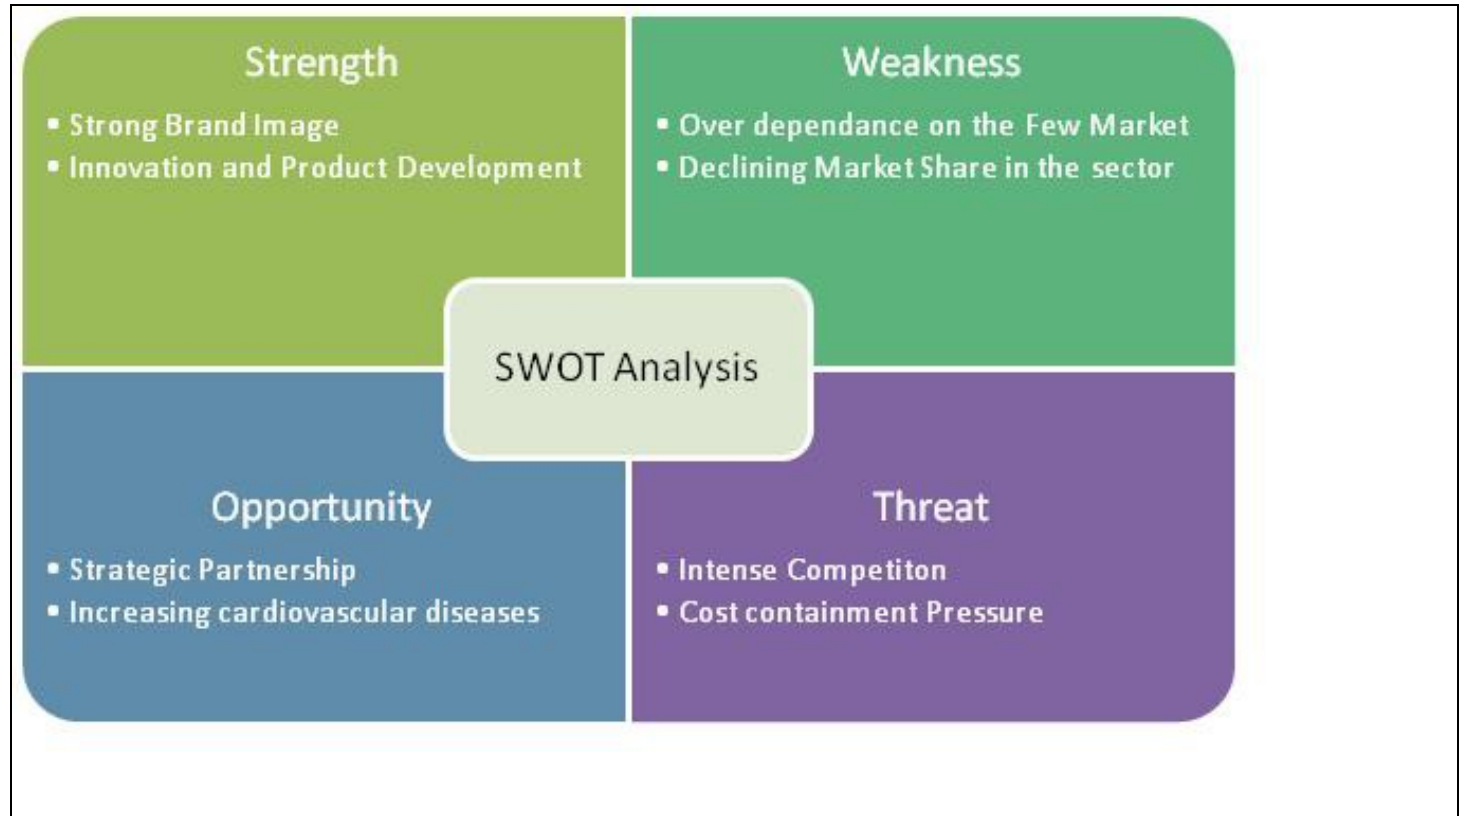 Strength
▪ Strong Brand Image
▪ Innovation and Product Development
Weakness
▪ Over dependance on the Few Market
▪ Declining Market Share in the sector
SWOT Analysis
Opportunity
▪ Strategic Partnership
▪ Increasing cardiovascular diseases
Threat
▪ Intense Competiton
▪ Cost containment Pressure